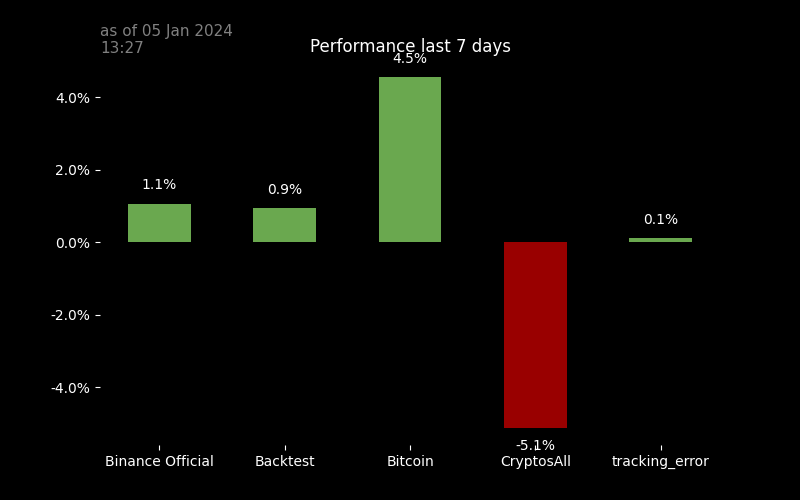 as of 05 Jan 2024
13:27
Performance last 7 days
4.5%
4.0%
1.1%
0.9%
2.0%
0.1%
0.0%
-2.0%
-4.0%
-5.1%
Binance Official
Backtest
Bitcoin
CryptosAll
tracking_error